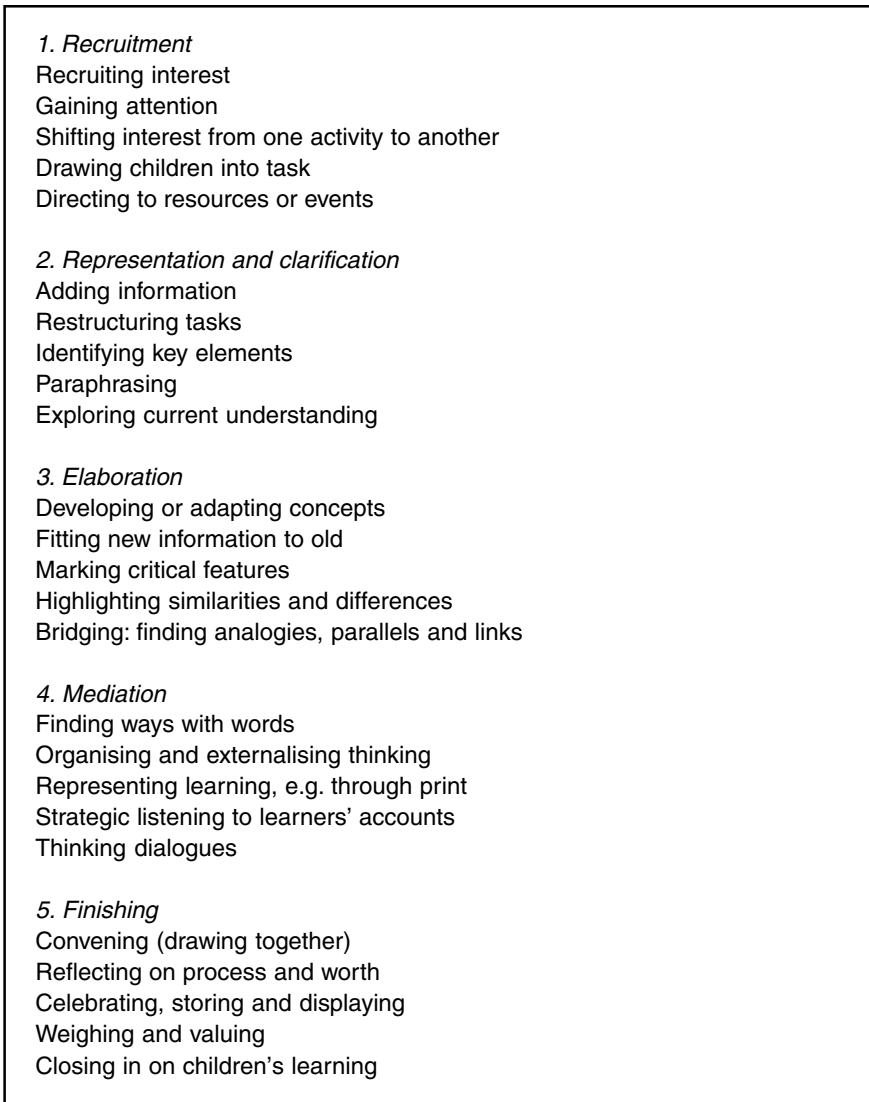 1. Recruitment
Recruiting interest
Gaining attention
Shifting interest from one activity to another
Drawing children into task
Directing to resources or events
2. Representation and clarification
Adding information
Restructuring tasks
Identifying key elements
Paraphrasing
Exploring current understanding
3. Elaboration
Developing or adapting concepts
Fitting new information to old
Marking critical features
Highlighting similarities and differences
Bridging: finding analogies, parallels and links
4. Mediation
Finding ways with words
Organising and externalising thinking
Representing learning, e.g. through print
Strategic listening to learners’ accounts
Thinking dialogues
5. Finishing
Convening (drawing together)
Reflecting on process and worth
Celebrating, storing and displaying
Weighing and valuing
Closing in on children’s learning